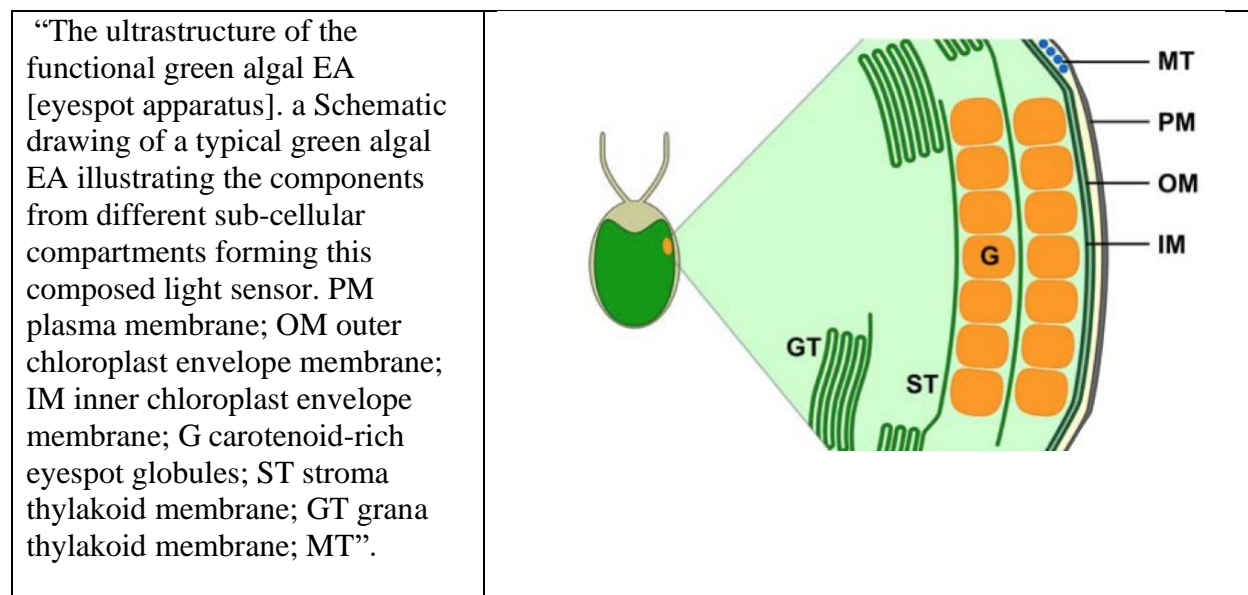 “The ultrastructure of the
functional green algal EA
[eyespot apparatus]. a Schematic
drawing of a typical green algal
EA illustrating the components
from different sub-cellular
compartments forming this
composed light sensor. PM
plasma membrane; OM outer
chloroplast envelope membrane;
IM inner chloroplast envelope
membrane; G carotenoid-rich
eyespot globules; ST stroma
thylakoid membrane; GT grana
thylakoid membrane; MT”.
MT
PM
OM
IM
G
GT
ST